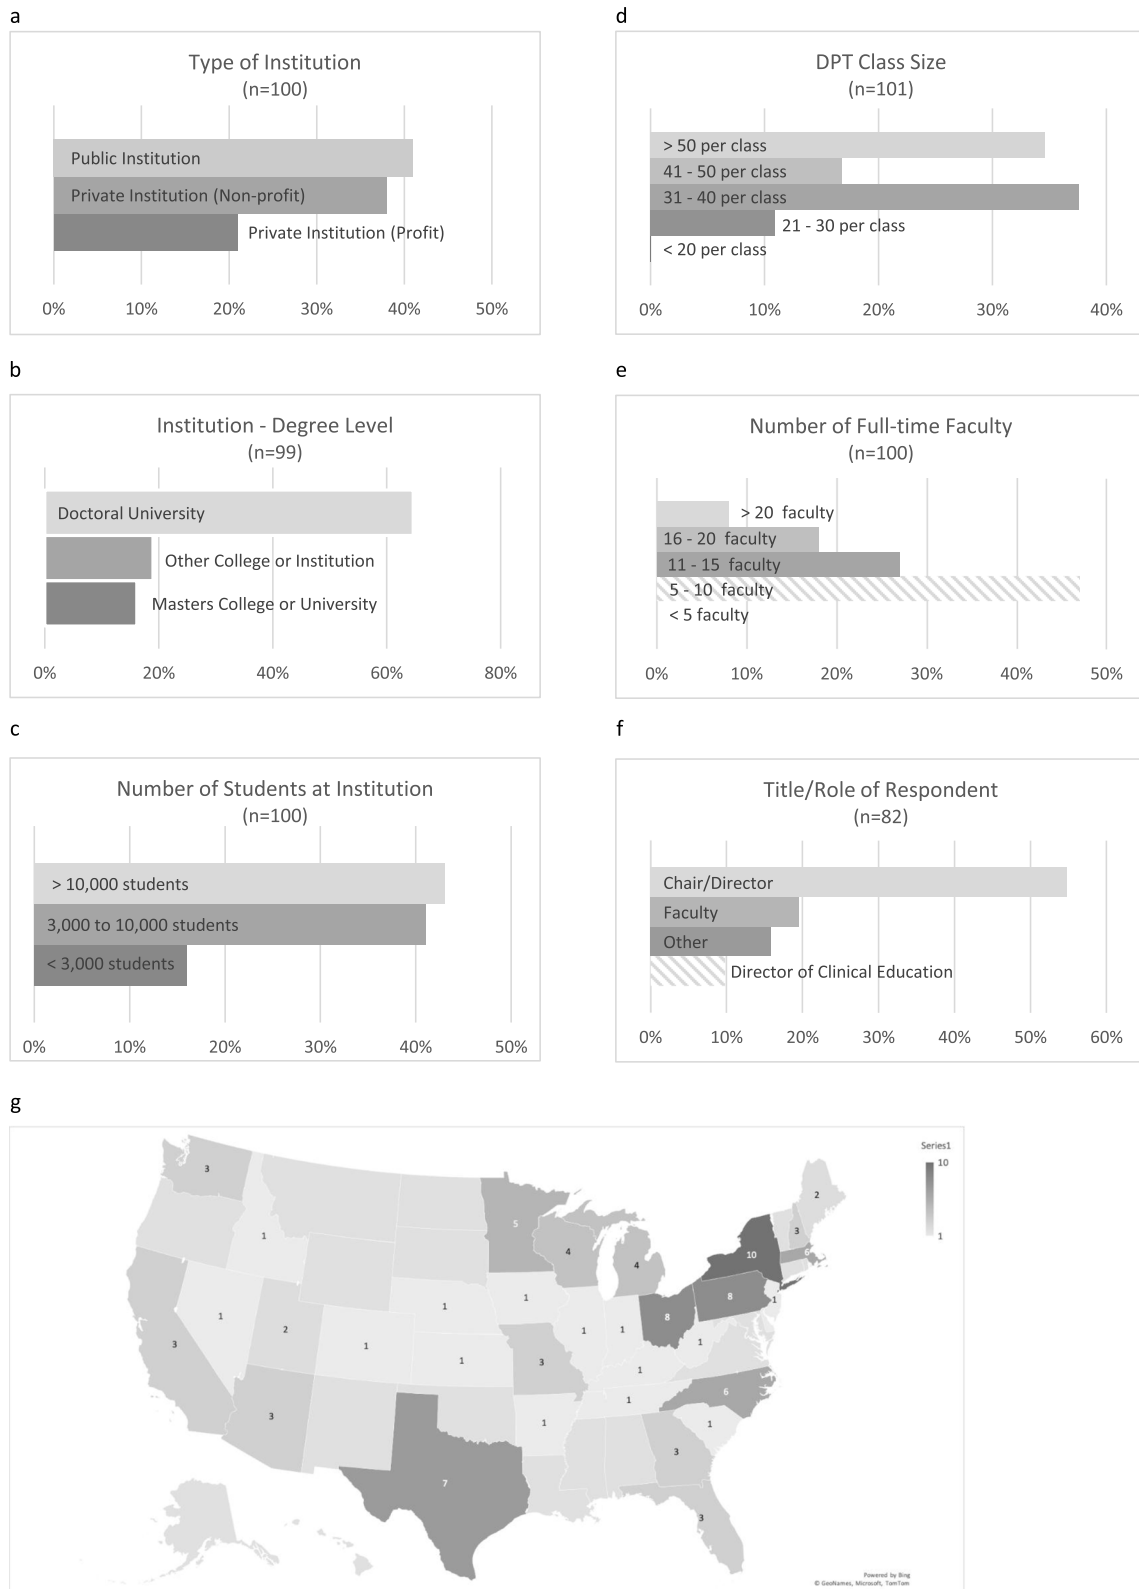 a
Type of Institution
(n=100)
Public Institution
Private Institution (Non-profit)
Private Institution (Profit)
0% 10% 20% 30% 40% 50%
d
DPT Class Size
(n=101)
> 50 per class
41 - 50 per class
31 - 40 per class
21 - 30 per class
< 20 per class
0% 10% 20% 30% 40%
b
Institution - Degree Level
(n=99)
Doctoral University
Other College or Institution
Masters College or University
0% 20% 40% 60% 80%
e
Number of Full-time Faculty
(n=100)
> 20 faculty
16 - 20 faculty
11 - 15 faculty
5 - 10 faculty
< 5 faculty
0% 10% 20% 30% 40% 50%
c
Number of Students at Institution
(n=100)
> 10,000 students
3,000 to 10,000 students
< 3,000 students
0% 10% 20% 30% 40% 50%
f
Title/Role of Respondent
(n=82)
Chair/Director
Faculty
Other
Director of Clinical Education
0% 10% 20% 30% 40% 50% 60%
g
Series1
10
1
3
2
5
3
1
4
4
10
6
1
1
8
1
1
8
3
2
1
1
1
1
1
3
1
1
3
1
6
1
1
3
7
3
Powered by Bing
© GeoNames, Microsoft, TomTom